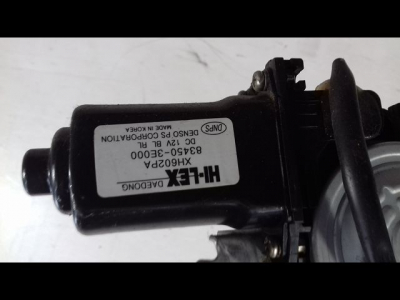 HI-LEX DAEDONG
XH602PA
83450-3E000
DC 12V BL RL
DENSO PS CORPORATION
MADE IN KOREA
DNPS